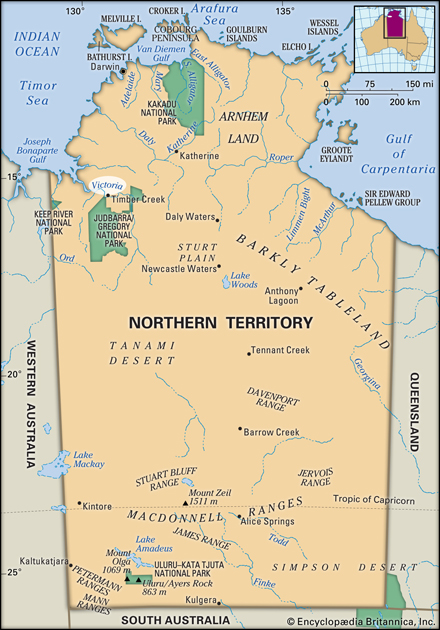 130°
135°
MELVILLE I.
CROKER I.
Arafura
Sea
COBOURG
PENINSULA
GOULBURN
ISLANDS
WESSEL
ISLANDS
ELCHO I.
INDIAN
OCEAN
Van Diemen
Gulf
BATHURST I.
Darwin
East Alligator
S. Alligator
Mary
Adelaide
Timor
Sea
KAKADU
NATIONAL
PARK
0 75 150 mi
0 100 200 km
ARNHEM
LAND
Daly
Katherine
Katherine
Roper
GROOTE
EYLANDT
Gulf
of
Carpentaria
Joseph
Bonaparte
Gulf
15°
Victoria
Timber Creek
SIR EDWARD
PELLEW GROUP
KEEP RIVER
NATIONAL
PARK
JUDBARRA/
GREGORY
NATIONAL
PARK
Daly Waters
Limmen Bight
McArthur
STURT
PLAIN
BARKLY TABLELAND
Ord
Newcastle Waters
Lake
Woods
Anthony
Lagoon
NORTHERN TERRITORY
TANAMI
DESERT
Tennant Creek
Georgina
20°
WESTERN AUSTRALIA
QUEENSLAND
DAVENPORT
RANGE
Barrow Creek
Lake
Mackay
STUART BLUFF
RANGE
JERVOIS
RANGE
Mount Zeil
1511 m
Tropic of Capricorn
Kintore
MACDONNELL RANGES
Alice Springs
JAMES RANGE
Todd
Lake
Amadeus
Kaltukatjara
Mount
Olga
1069 m
ULURU–KATA TJUTA
NATIONAL PARK
SIMPSON DESERT
25°
PETERMANN
RANGES
Uluru/Ayers Rock
863 m
Finke
MANN
RANGES
Kulgera
SOUTH AUSTRALIA
© Encyclopædia Britannica, Inc.